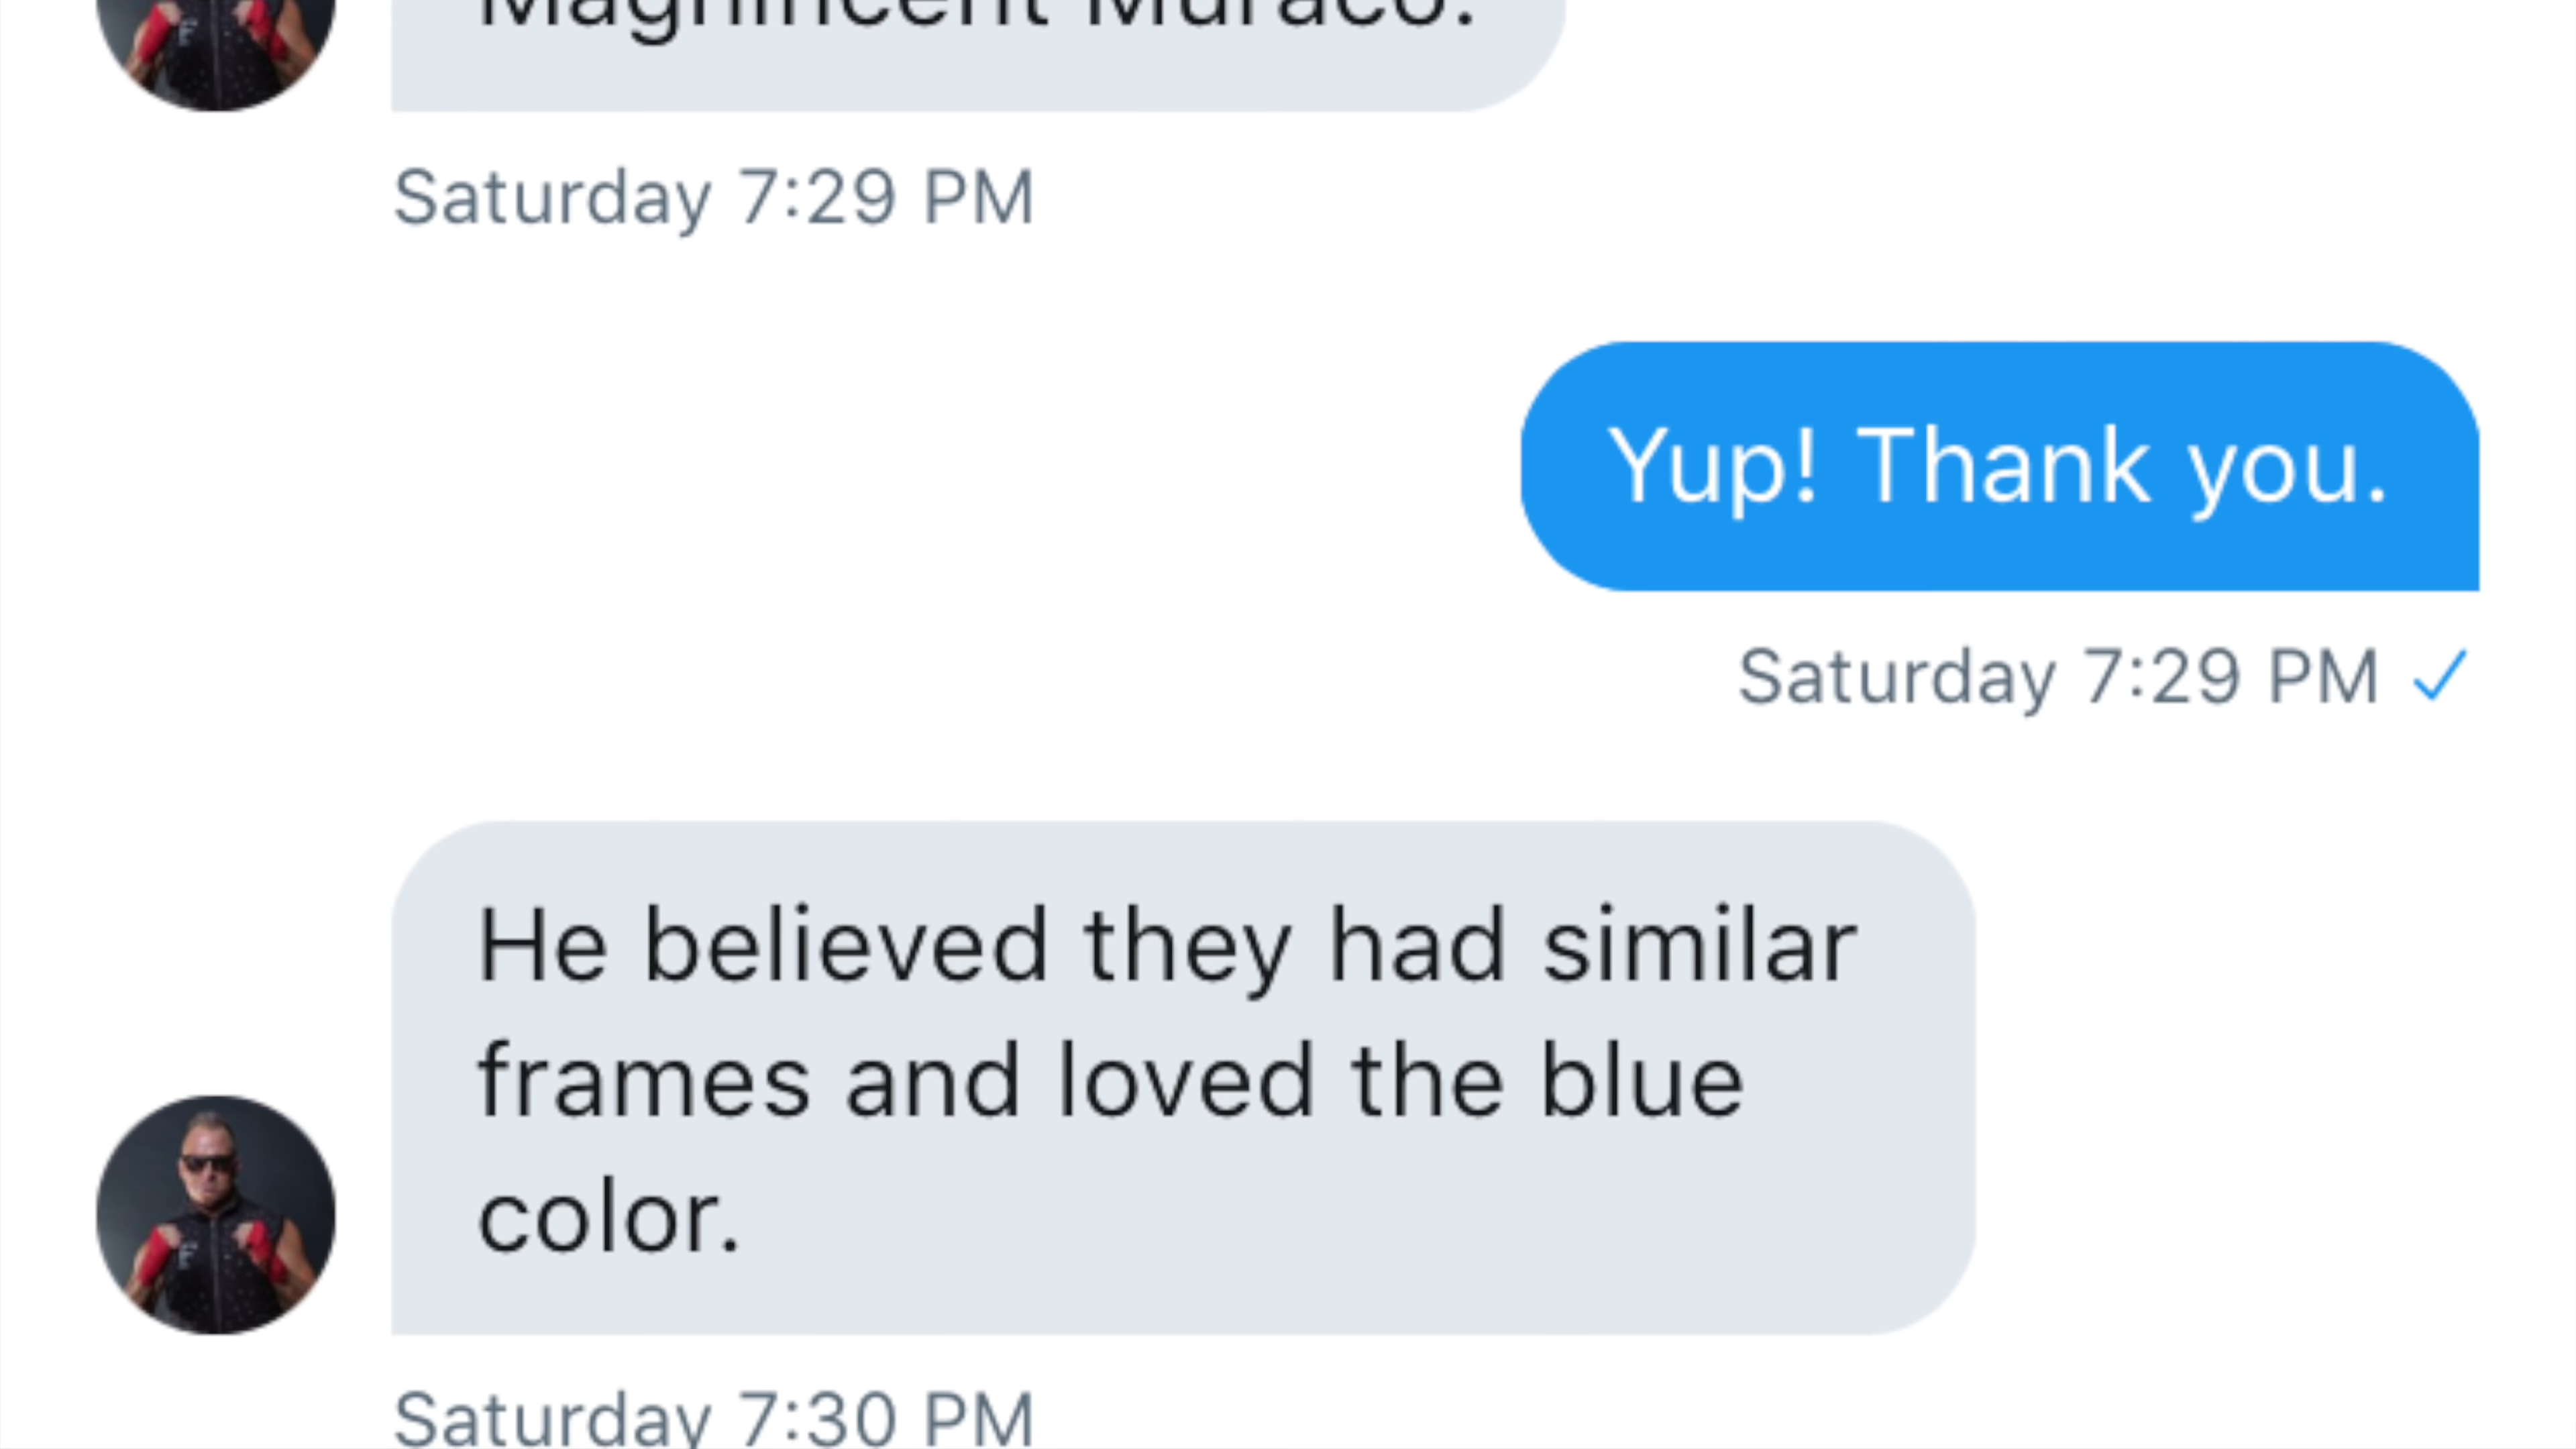 Magnificent Muraco.
Saturday 7:29 PM
Yup! Thank you.
Saturday 7:29 PM
He believed they had similar
frames and loved the blue
color.
Saturday 7:30 PM